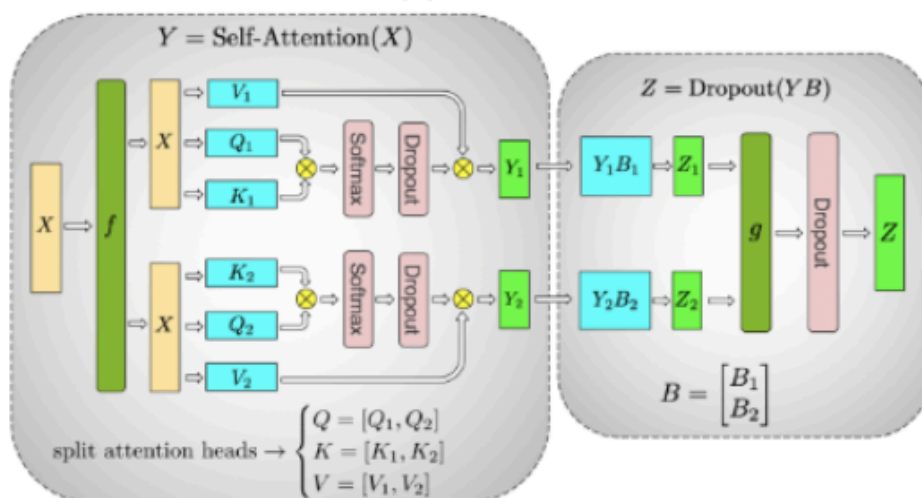 Y = Self-Attention(X)
X
f
X
V₁
Q₁
K₁
Softmax
Dropout
Y₁
X
K₂
Q₂
V₂
Softmax
Dropout
Y₂
split attention heads → { Q = [Q₁, Q₂]
K = [K₁, K₂]
V = [V₁, V₂]
Z = Dropout(YB)
Y₁B₁
Z₁
Y₂B₂
Z₂
g
Dropout
Z
B = [B₁
B₂]